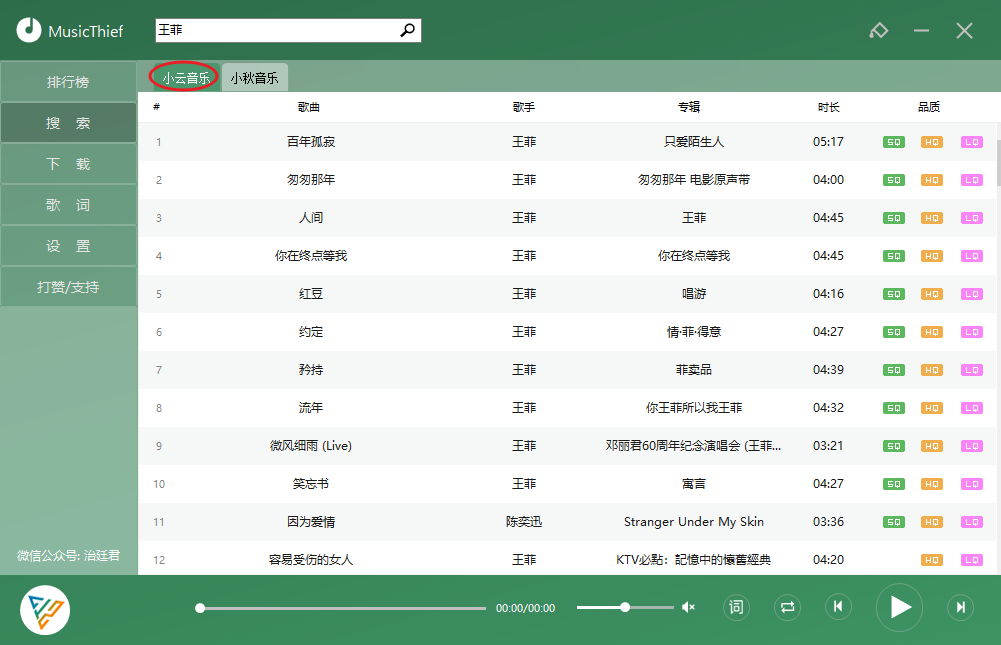 MusicThief
王菲
排行榜
搜 索
下 载
歌 词
设 置
打赏/支持
微信公众号: 治廷君
小云音乐 小秋音乐
# 歌曲 歌手 专辑 时长 品质
1 百年孤寂 王菲 只爱陌生人 05:17 SQ HQ LQ
2 匆匆那年 王菲 匆匆那年 电影原声带 04:00 SQ HQ LQ
3 人间 王菲 王菲 04:45 SQ HQ LQ
4 你在终点等我 王菲 你在终点等我 04:45 SQ HQ LQ
5 红豆 王菲 唱游 04:16 SQ HQ LQ
6 约定 王菲 情·菲·得意 04:27 SQ HQ LQ
7 矜持 王菲 菲卖品 04:39 SQ HQ LQ
8 流年 王菲 你王菲所以我王菲 04:32 SQ HQ LQ
9 微风细雨 (Live) 王菲 邓丽君60周年纪念演唱会 (王菲... 03:21 SQ HQ LQ
10 笑忘书 王菲 寓言 04:27 SQ HQ LQ
11 因为爱情 陈奕迅 Stranger Under My Skin 03:36 SQ HQ LQ
12 容易受伤的女人 王菲 KTV必點：記憶中的懷舊經典 04:20 HQ LQ
00:00/00:00 词